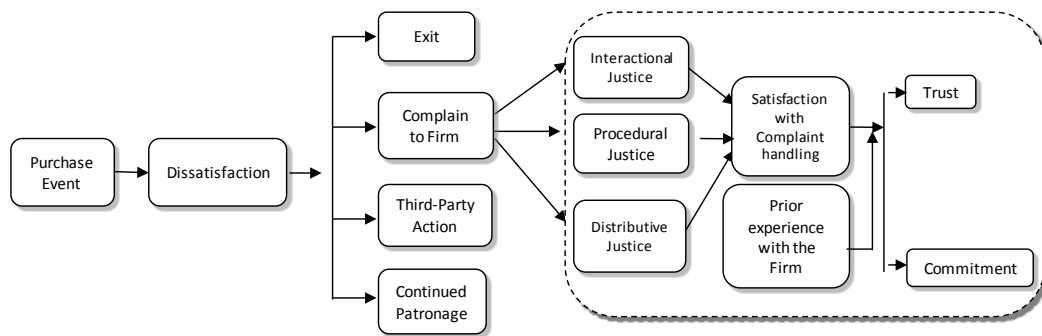 Purchase
Event
Dissatisfaction
Exit
Complain
to Firm
Third-Party
Action
Continued
Patronage
Interactional
Justice
Procedural
Justice
Distributive
Justice
Satisfaction
with
Complaint
handling
Prior
experience
with the
Firm
Trust
Commitment